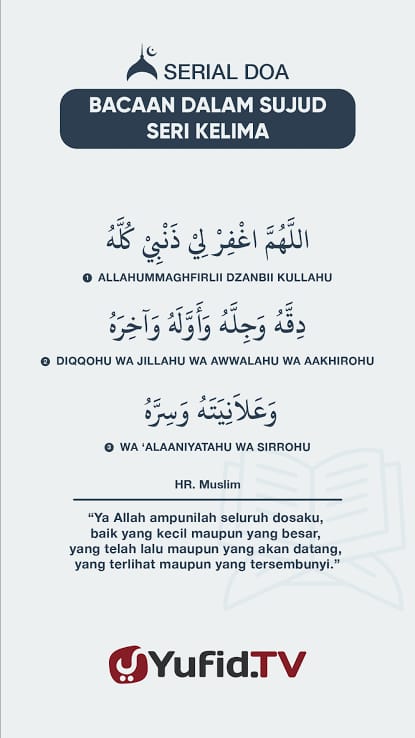 SERIAL DOA
BACAAN DALAM SUJUD
SERI KELIMA
اللَّهُمَّ اغْفِرْ لِيْ ذَنْبِيْ كُلَّهُ
1 ALLAHUMMAGHFIRLII DZANBII KULLAHU
دِقَّهُ وَجِلَّهُ وَأَوَّلَهُ وَآخِرَهُ
2 DIQQOHU WA JILLAHU WA AWWALAHU WA AAKHIROHU
وَعَلاَنِيَتَهُ وَسِرَّهُ
3 WA ‘ALAANIYATAHU WA SIRROHU
HR. Muslim
“Ya Allah ampunilah seluruh dosaku,
baik yang kecil maupun yang besar,
yang telah lalu maupun yang akan datang,
yang terlihat maupun yang tersembunyi.”
Yufid.TV